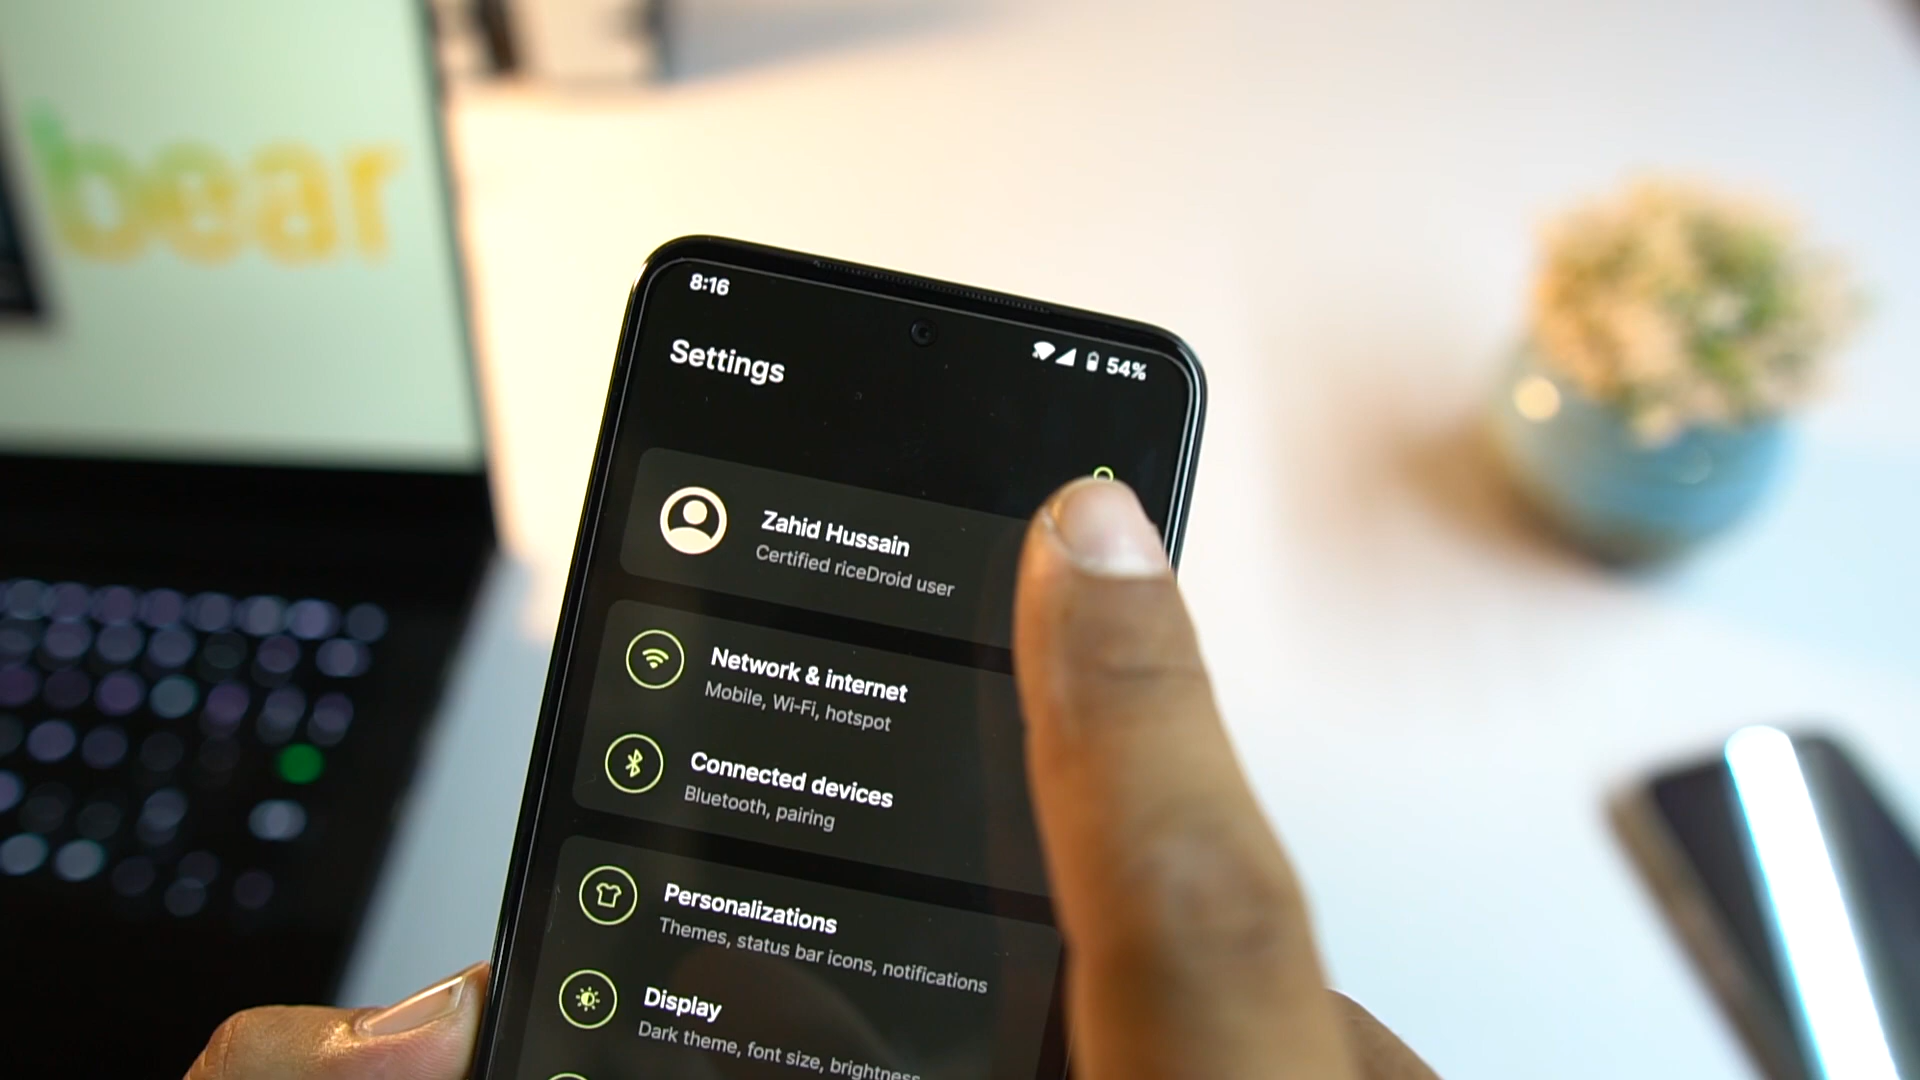 bear
8:16
54%
Settings
Zahid Hussain
Certified riceDroid user
Network & internet
Mobile, Wi-Fi, hotspot
Connected devices
Bluetooth, pairing
Personalizations
Themes, status bar icons, notifications
Display
Dark theme, font size, brightness